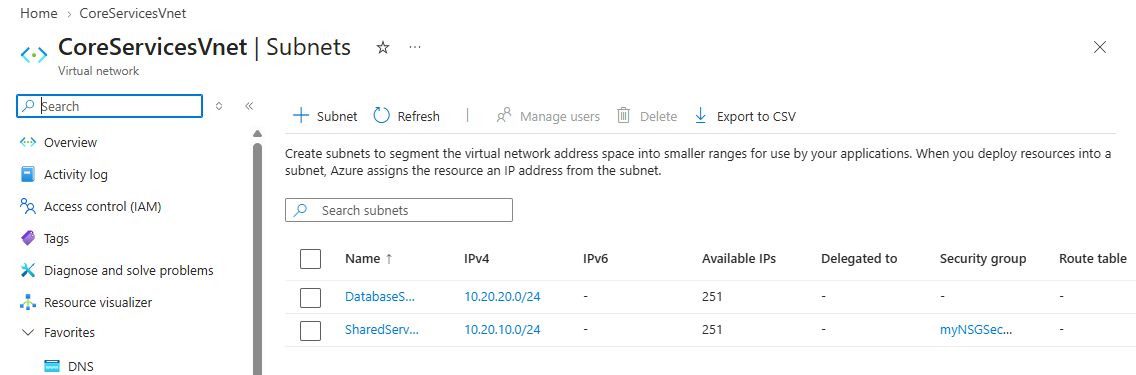 Home > CoreServicesVnet
CoreServicesVnet | Subnets ☆ ...
Virtual network
Search
Overview
Activity log
Access control (IAM)
Tags
Diagnose and solve problems
Resource visualizer
Favorites
DNS
+ Subnet Refresh | Manage users Delete Export to CSV
Create subnets to segment the virtual network address space into smaller ranges for use by your applications. When you deploy resources into a
subnet, Azure assigns the resource an IP address from the subnet.
Search subnets
Name ↑ IPv4 IPv6 Available IPs Delegated to Security group Route table
DatabaseS... 10.20.20.0/24 - 251 - - -
SharedServ... 10.20.10.0/24 - 251 - myNSGSec... -